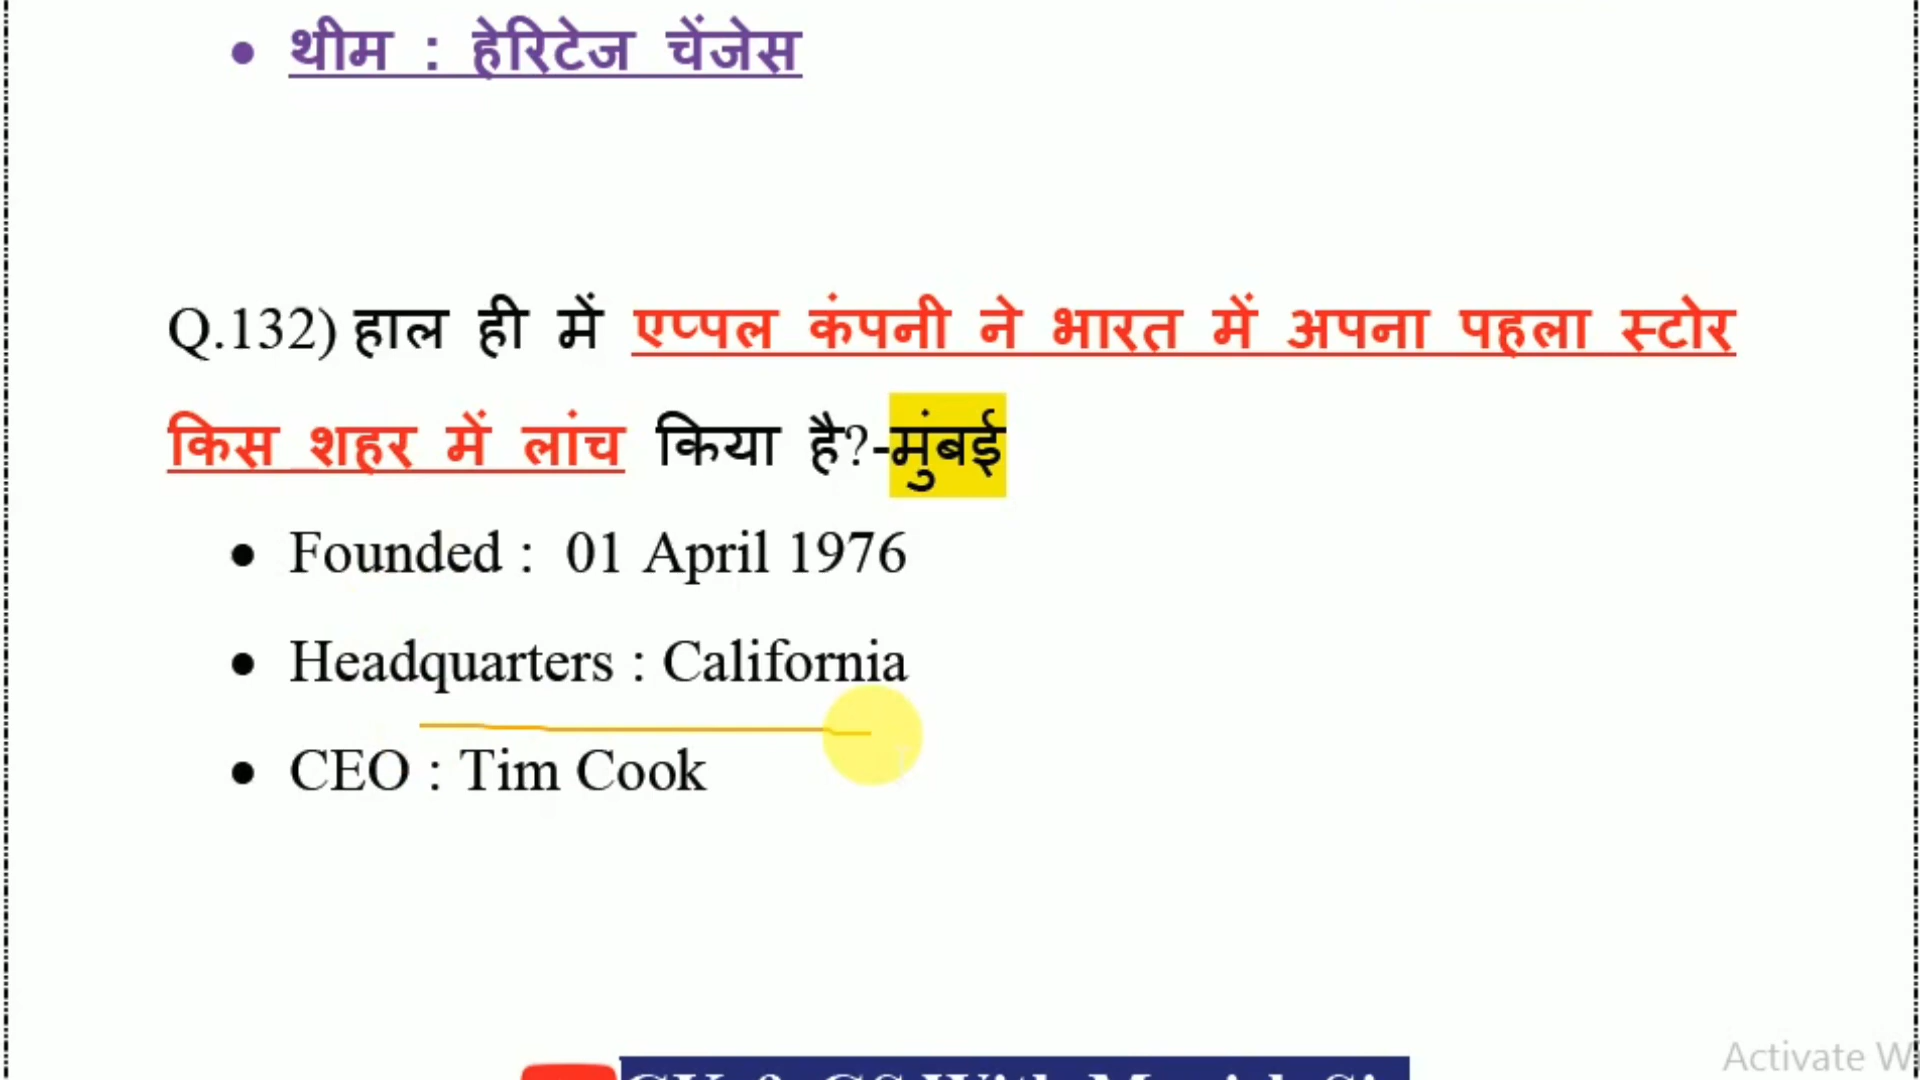 • थीम : हेरिटेज चेंजेस
Q.132) हाल ही में एप्पल कंपनी ने भारत में अपना पहला स्टोर
किस शहर में लांच किया है?-मुंबई
• Founded : 01 April 1976
• Headquarters : California
• CEO : Tim Cook
Activate W